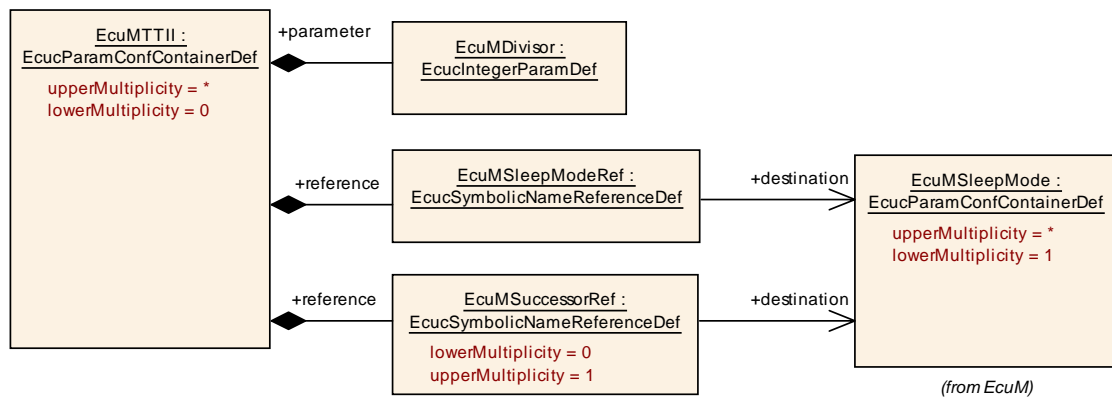 EcuMTTII :
EcucParamConfContainerDef
upperMultiplicity = *
lowerMultiplicity = 0
+parameter
EcuMDivisor :
EcucIntegerParamDef
+reference
EcuMSleepModeRef :
EcucSymbolicNameReferenceDef
+destination
EcuMSleepMode :
EcucParamConfContainerDef
upperMultiplicity = *
lowerMultiplicity = 1
+reference
EcuMSuccessorRef :
EcucSymbolicNameReferenceDef
lowerMultiplicity = 0
upperMultiplicity = 1
+destination
(from EcuM)